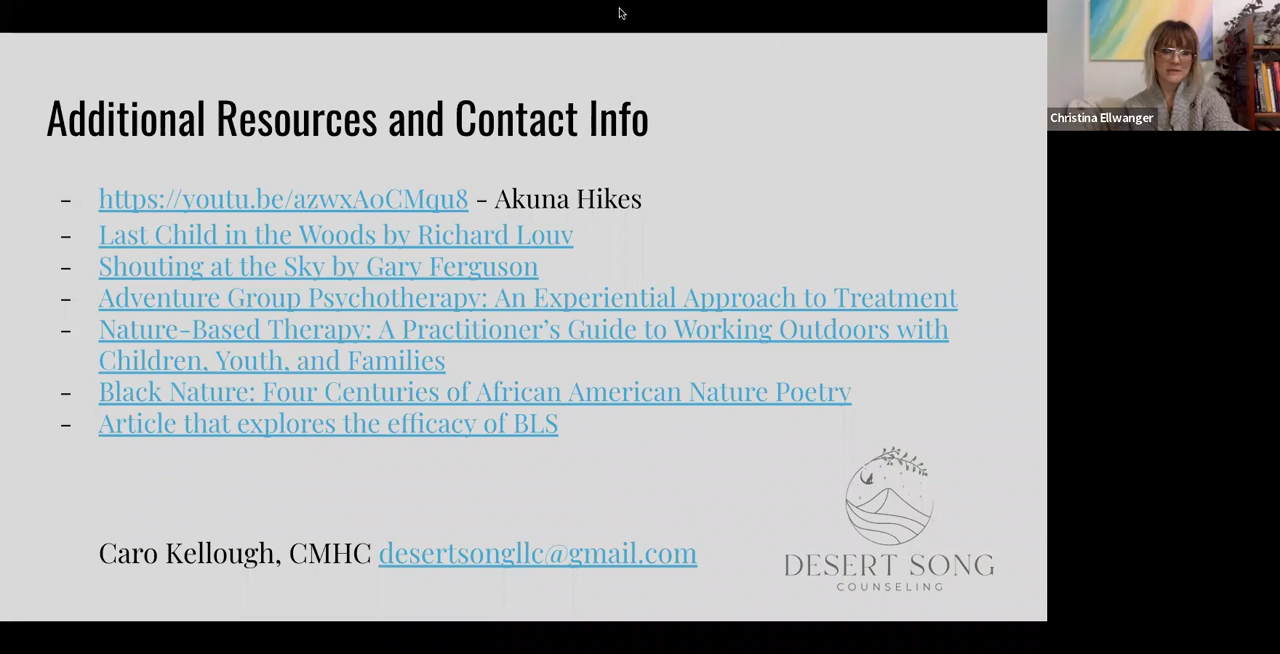 Additional Resources and Contact Info
- https://youtu.be/azwxA0CMqu8 - Akuna Hikes
- Last Child in the Woods by Richard Louv
- Shouting at the Sky by Gary Ferguson
- Adventure Group Psychotherapy: An Experiential Approach to Treatment
- Nature-Based Therapy: A Practitioner’s Guide to Working Outdoors with
Children, Youth, and Families
- Black Nature: Four Centuries of African American Nature Poetry
- Article that explores the efficacy of BLS
Caro Kellough, CMHC desertsongllc@gmail.com
DESERT SONG
COUNSELING
Christina Ellwanger